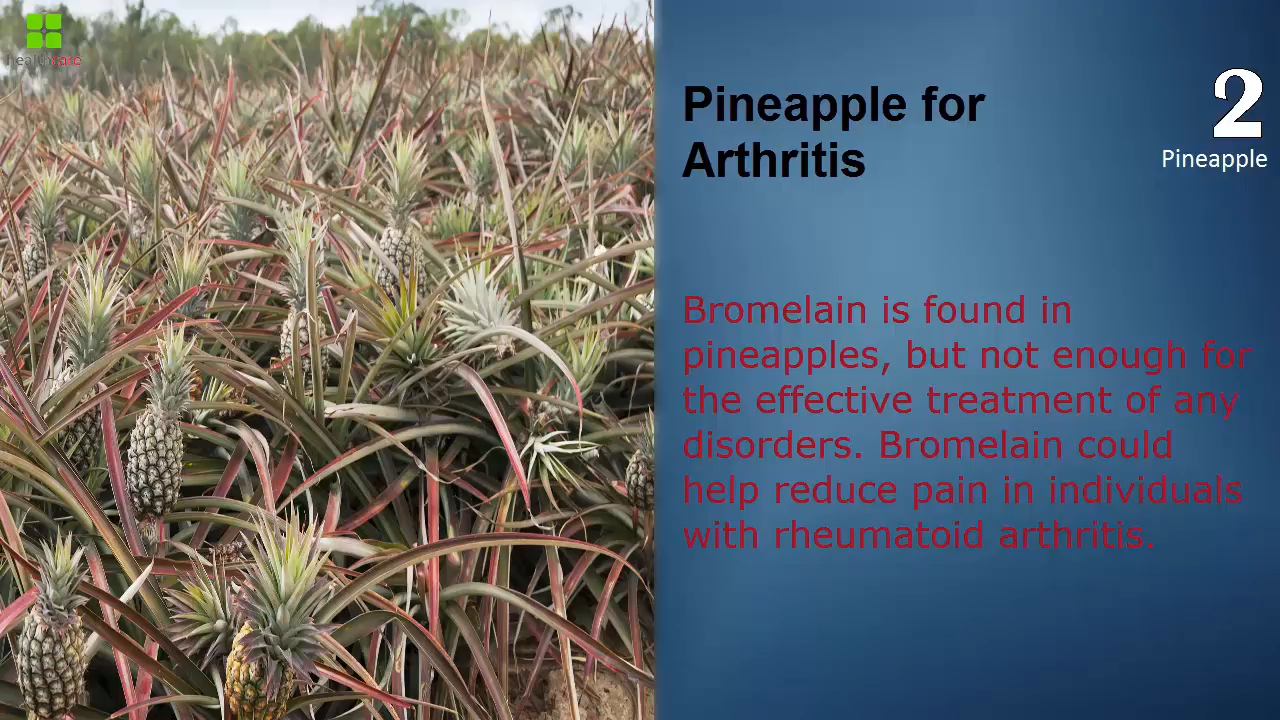 healthcare
Pineapple for
Arthritis
2
Pineapple
Bromelain is found in
pineapples, but not enough for
the effective treatment of any
disorders. Bromelain could
help reduce pain in individuals
with rheumatoid arthritis.